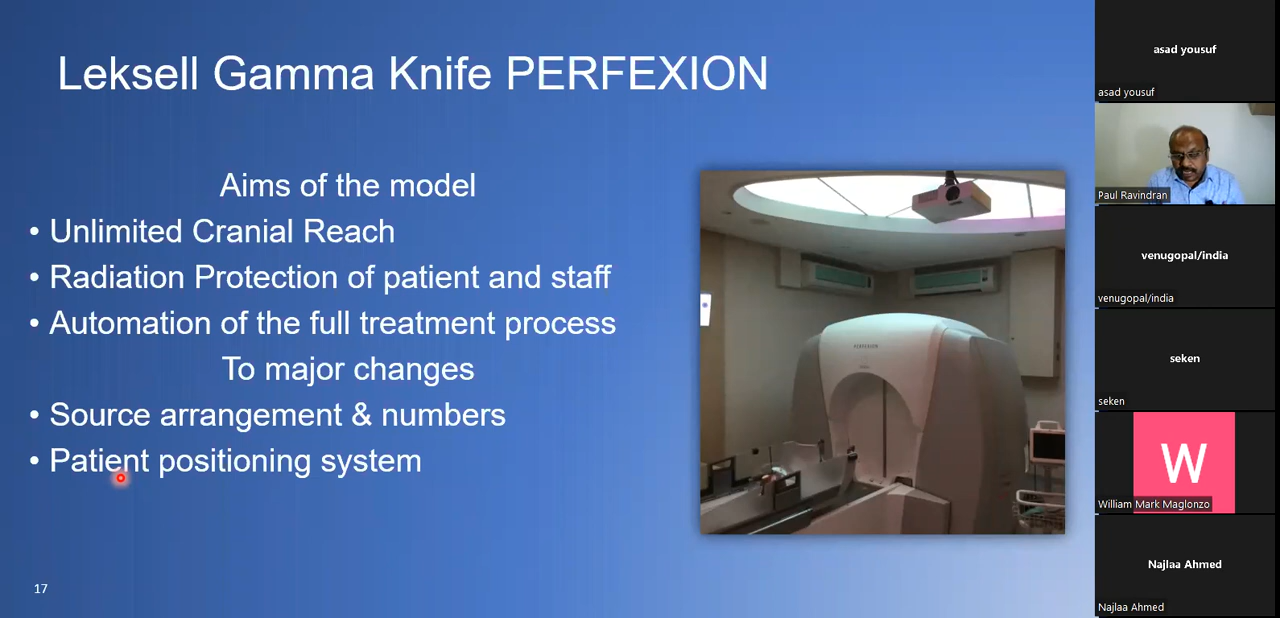 Leksell Gamma Knife PERFEXION
Aims of the model
• Unlimited Cranial Reach
• Radiation Protection of patient and staff
• Automation of the full treatment process
To major changes
• Source arrangement & numbers
• Patient positioning system
PERFEXION
17
asad yousuf
asad yousuf
Paul Ravindran
venugopal/india
venugopal/india
seken
seken
W
William Mark Maglonzo
Najlaa Ahmed
Najlaa Ahmed